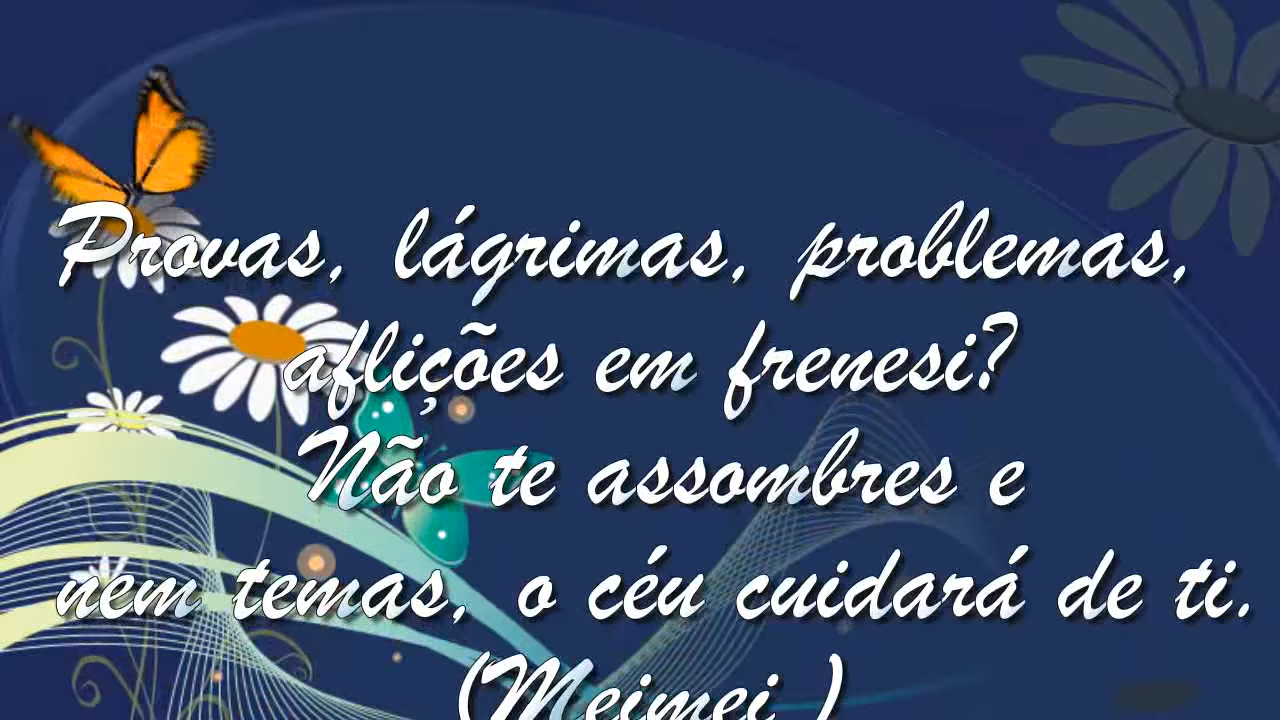 Provas, lágrimas, problemas,
aflições em frenesi?
Não te assombres e
nem temas, o céu cuidará de ti.
(Meimei )